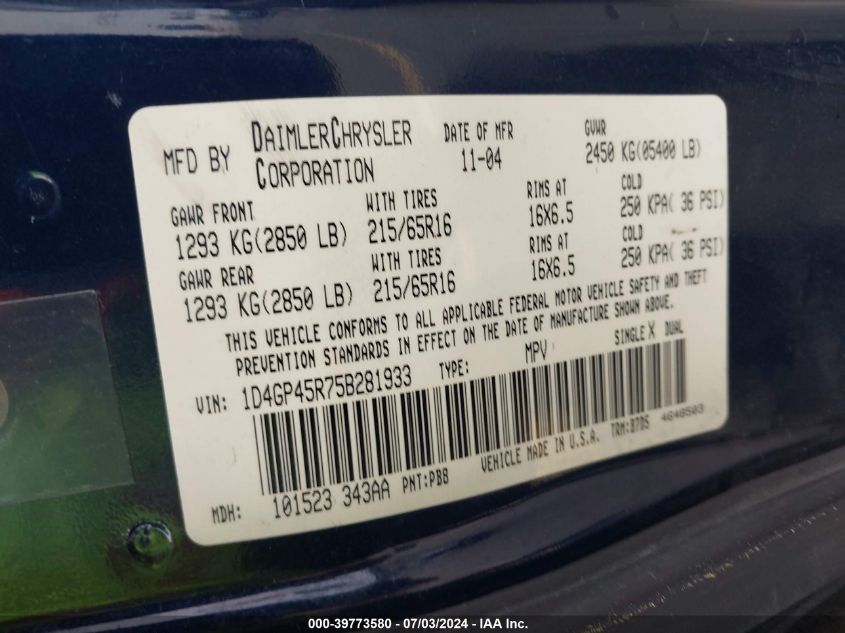 MFD BY DAIMLERCHRYSLER CORPORATION
DATE OF MFR 11-04
GVWR 2450 KG(05400 LB)
GAWR FRONT WITH TIRES RIMS AT COLD
1293 KG(2850 LB) 215/65R16 16X6.5 250 KPA( 36 PSI)
GAWR REAR WITH TIRES RIMS AT COLD
1293 KG(2850 LB) 215/65R16 16X6.5 250 KPA( 36 PSI)
THIS VEHICLE CONFORMS TO ALL APPLICABLE FEDERAL MOTOR VEHICLE SAFETY AND THEFT
PREVENTION STANDARDS IN EFFECT ON THE DATE OF MANUFACTURE SHOWN ABOVE.
VIN: 1D4GP45R75B281933 TYPE: MPV SINGLE X DUAL
MDH: 101523 343AA PNT:PB8 VEHICLE MADE IN U.S.A. TRM:B7D5 4648503
000-39773580 - 07/03/2024 - IAA Inc.